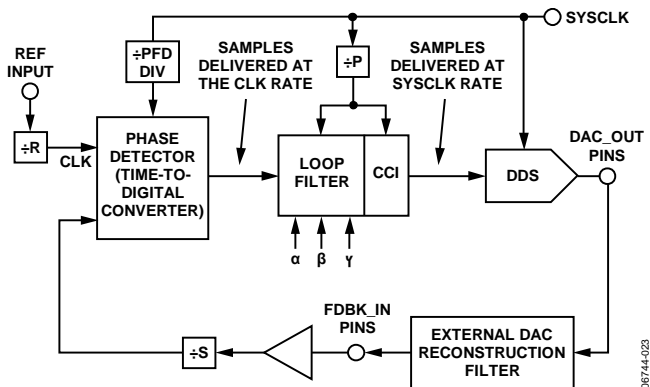 SYSCLK
REF
INPUT
÷PFD
DIV
÷P
SAMPLES
DELIVERED AT
THE CLK RATE
SAMPLES
DELIVERED AT
SYSCLK RATE
÷R
CLK
PHASE
DETECTOR
(TIME-TO-
DIGITAL
CONVERTER)
LOOP
FILTER
CCI
DDS
DAC_OUT
PINS
α
β
γ
÷S
FDBK_IN
PINS
EXTERNAL DAC
RECONSTRUCTION
FILTER
06744-023